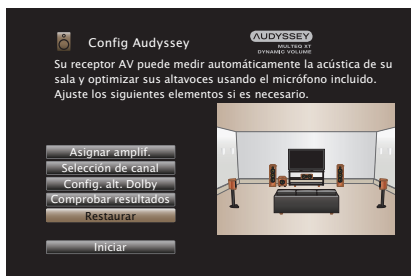 Config Audyssey
AUDYSSEY
MULTEQ XT
DYNAMIC VOLUME
Su receptor AV puede medir automáticamente la acústica de su
sala y optimizar sus altavoces usando el micrófono incluido.
Ajuste los siguientes elementos si es necesario.
Asignar amplif.
Selección de canal
Config. alt. Dolby
Comprobar resultados
Restaurar
Iniciar